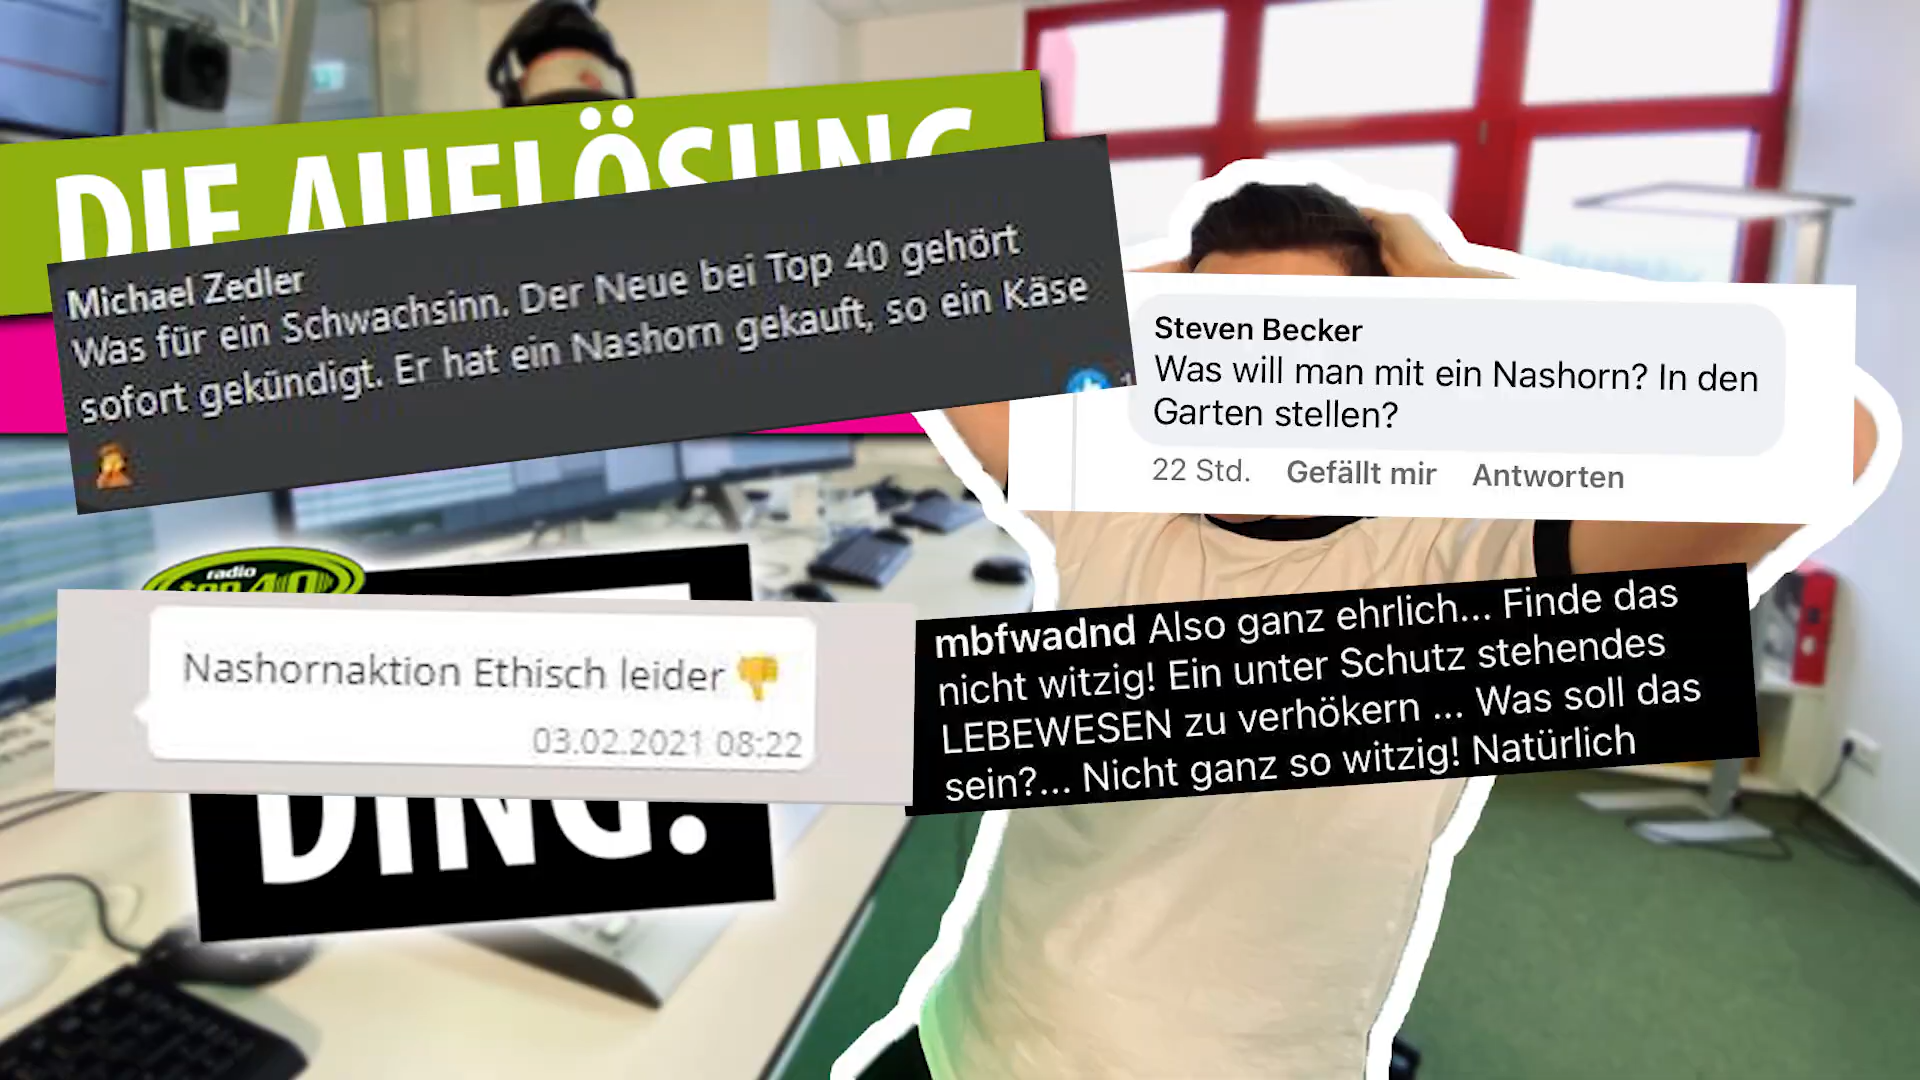 DIE AUFLÖSUNG
Michael Zedler
Was für ein Schwachsinn. Der Neue bei Top 40 gehört
sofort gekündigt. Er hat ein Nashorn gekauft, so ein Käse
1
Steven Becker
Was will man mit ein Nashorn? In den
Garten stellen?
22 Std. Gefällt mir Antworten
radio
top 40
Nashornaktion Ethisch leider 👎
03.02.2021 08:22
mbfwadnd Also ganz ehrlich... Finde das
nicht witzig! Ein unter Schutz stehendes
LEBEWESEN zu verhökern ... Was soll das
sein?... Nicht ganz so witzig! Natürlich
DING.